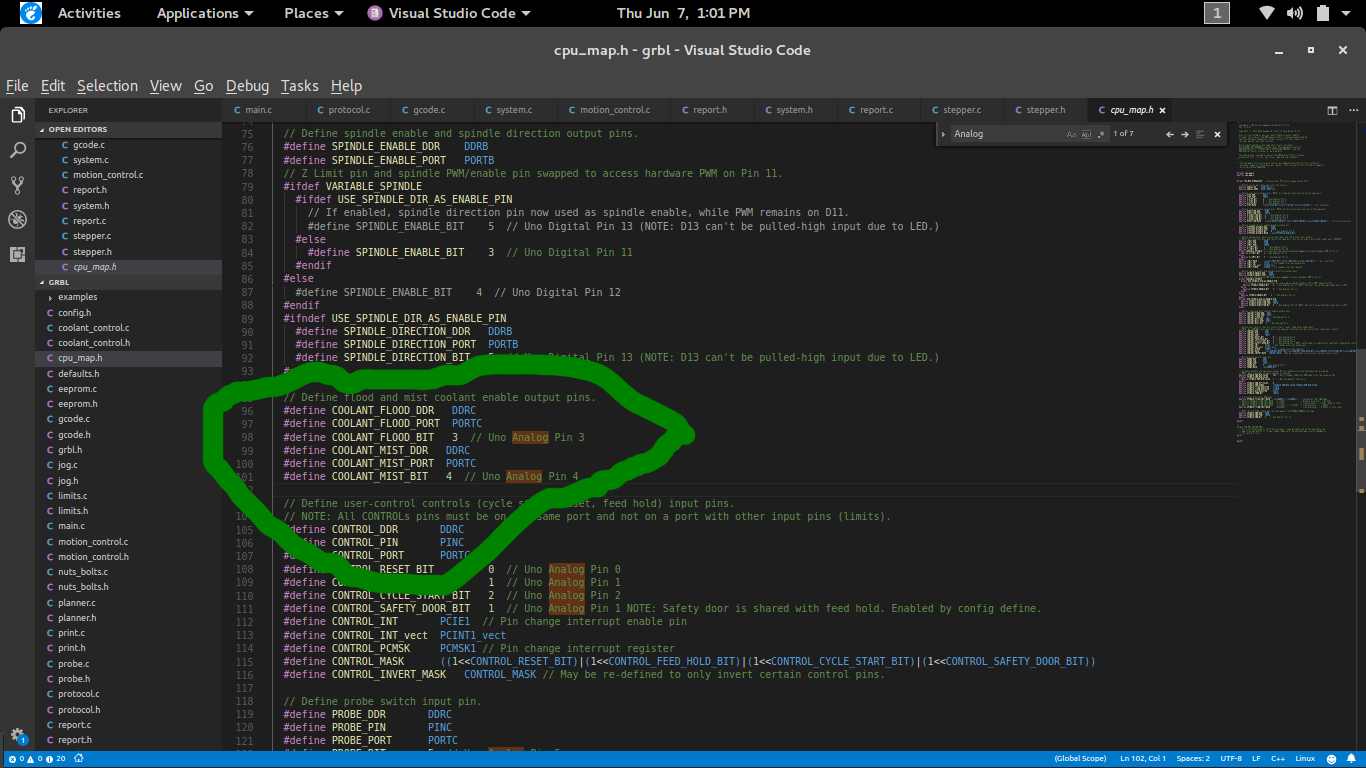 Activities Applications Places Visual Studio Code Thu Jun 7, 1:01 PM 1
cpu_map.h - grbl - Visual Studio Code
File Edit Selection View Go Debug Tasks Help
EXPLORER
OPEN EDITORS
gcode.c
system.c
motion_control.c
report.h
system.h
report.c
stepper.c
stepper.h
cpu_map.h
GRBL
examples
config.h
coolant_control.c
coolant_control.h
cpu_map.h
defaults.h
eeprom.c
eeprom.h
gcode.c
gcode.h
grbl.h
jog.c
jog.h
limits.c
limits.h
main.c
motion_control.c
motion_control.h
nuts_bolts.c
nuts_bolts.h
planner.c
planner.h
print.c
print.h
probe.c
probe.h
protocol.c
protocol.h
report.c
report.h
main.c protocol.c gcode.c system.c motion_control.c report.h system.h report.c stepper.c stepper.h cpu_map.h
Analog Aa Abl .* 1 of 7
75 // Define spindle enable and spindle direction output pins.
76 #define SPINDLE_ENABLE_DDR DDRB
77 #define SPINDLE_ENABLE_PORT PORTB
78 // Z Limit pin and spindle PWM/enable pin swapped to access hardware PWM on Pin 11.
79 #ifdef VARIABLE_SPINDLE
80 #ifdef USE_SPINDLE_DIR_AS_ENABLE_PIN
81 // If enabled, spindle direction pin now used as spindle enable, while PWM remains on D11.
82 #define SPINDLE_ENABLE_BIT 5 // Uno Digital Pin 13 (NOTE: D13 can't be pulled-high input due to LED.)
83 #else
84 #define SPINDLE_ENABLE_BIT 3 // Uno Digital Pin 11
85 #endif
86 #else
87 #define SPINDLE_ENABLE_BIT 4 // Uno Digital Pin 12
88 #endif
89 #ifndef USE_SPINDLE_DIR_AS_ENABLE_PIN
90 #define SPINDLE_DIRECTION_DDR DDRB
91 #define SPINDLE_DIRECTION_PORT PORTB
92 #define SPINDLE_DIRECTION_BIT Pin 13 (NOTE: D13 can't be pulled-high input due to LED.)
93
// Define flood and mist coolant enable output pins.
96 #define COOLANT_FLOOD_DDR DDRC
97 #define COOLANT_FLOOD_PORT PORTC
98 #define COOLANT_FLOOD_BIT 3 // Uno Analog Pin 3
99 #define COOLANT_MIST_DDR DDRC
100 #define COOLANT_MIST_PORT PORTC
101 #define COOLANT_MIST_BIT 4 // Uno Analog Pin 4
// Define user-control controls (cycle feed hold) input pins.
// NOTE: All CONTROLs pins must be on same port and not on a port with other input pins (limits).
105 CONTROL_DDR DDRC
106 CONTROL_PIN PINC
107 CONTROL_PORT PORTC
108 0 // Uno Analog Pin 0
109 1 // Uno Analog Pin 1
110 #define CONTROL_CYCLE_START_BIT 2 // Uno Analog Pin 2
111 #define CONTROL_SAFETY_DOOR_BIT 1 // Uno Analog Pin 1 NOTE: Safety door is shared with feed hold. Enabled by config define.
112 #define CONTROL_INT PCIE1 // Pin change interrupt enable pin
113 #define CONTROL_INT_vect PCINT1_vect
114 #define CONTROL_PCMSK PCMSK1 // Pin change interrupt register
115 #define CONTROL_MASK ((1<<CONTROL_RESET_BIT)|(1<<CONTROL_FEED_HOLD_BIT)|(1<<CONTROL_CYCLE_START_BIT)|(1<<CONTROL_SAFETY_DOOR_BIT))
116 #define CONTROL_INVERT_MASK CONTROL_MASK // May be re-defined to only invert certain control pins.
117
118 // Define probe switch input pin.
119 #define PROBE_DDR DDRC
120 #define PROBE_PIN PINC
121 #define PROBE_PORT PORTC
1
0 0 20 (Global Scope) Ln 102, Col 1 Spaces: 2 UTF-8 LF C++ Linux